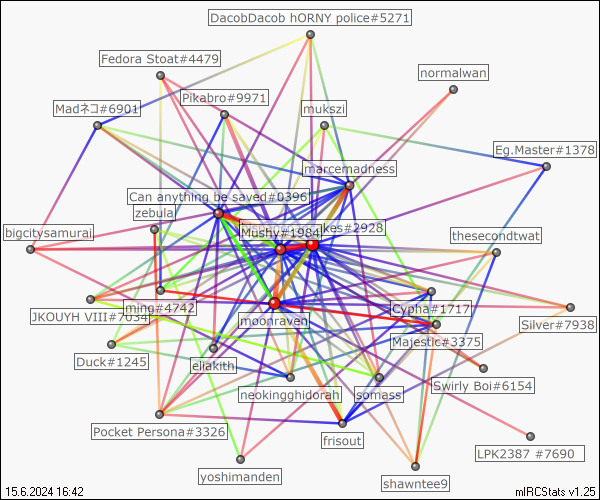 DacobDacob hORNY police#5271
Fedora Stoat#4479
normalwan
Pikabro#9971
Madネコ#6901
mukszi
Eg.Master#1378
marcemadness
Can anything be saved#0396
zebula
bigcitysamurai
Mushy#1984
kes#2928
thesecondtwat
JKOUYH VIII#7034
ming#4742
moonraven
Cypha#1717
Silver#7938
Majestic#3375
Duck#1245
eliakith
Swirly Boi#6154
neokingghidorah
somass
Pocket Persona#3326
frisout
LPK2387 #7690
yoshimanden
shawntee9
15.6.2024 16:42
mIRCStats v1.25